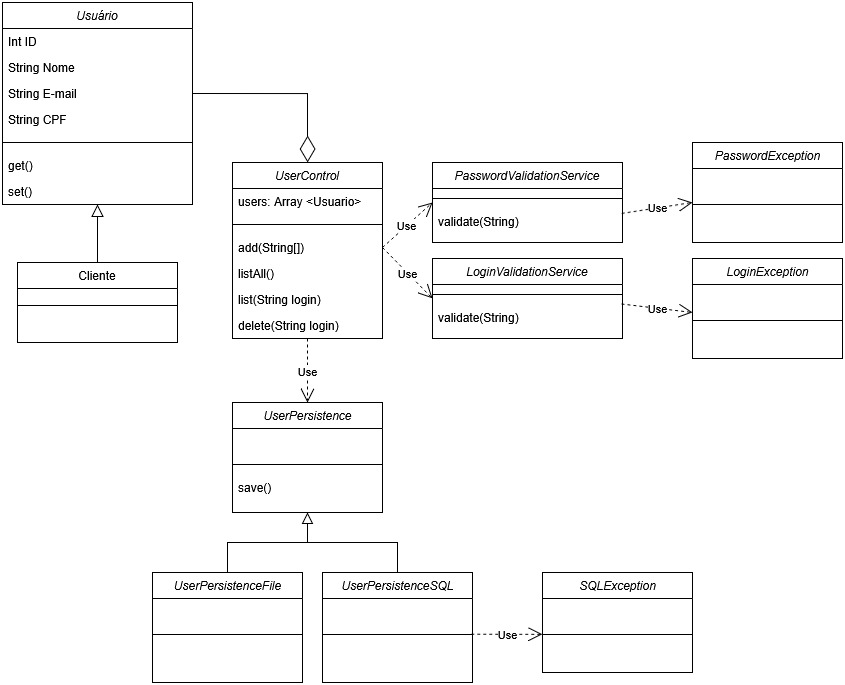 Usuário
Int ID
String Nome
String E-mail
String CPF
get()
set()
Cliente
UserControl
users: Array <Usuario>
add(String[])
listAll()
list(String login)
delete(String login)
Use
Use
PasswordValidationService
validate(String)
LoginValidationService
validate(String)
Use
Use
PasswordException
LoginException
Use
UserPersistence
save()
UserPersistenceFile
UserPersistenceSQL
Use
SQLException